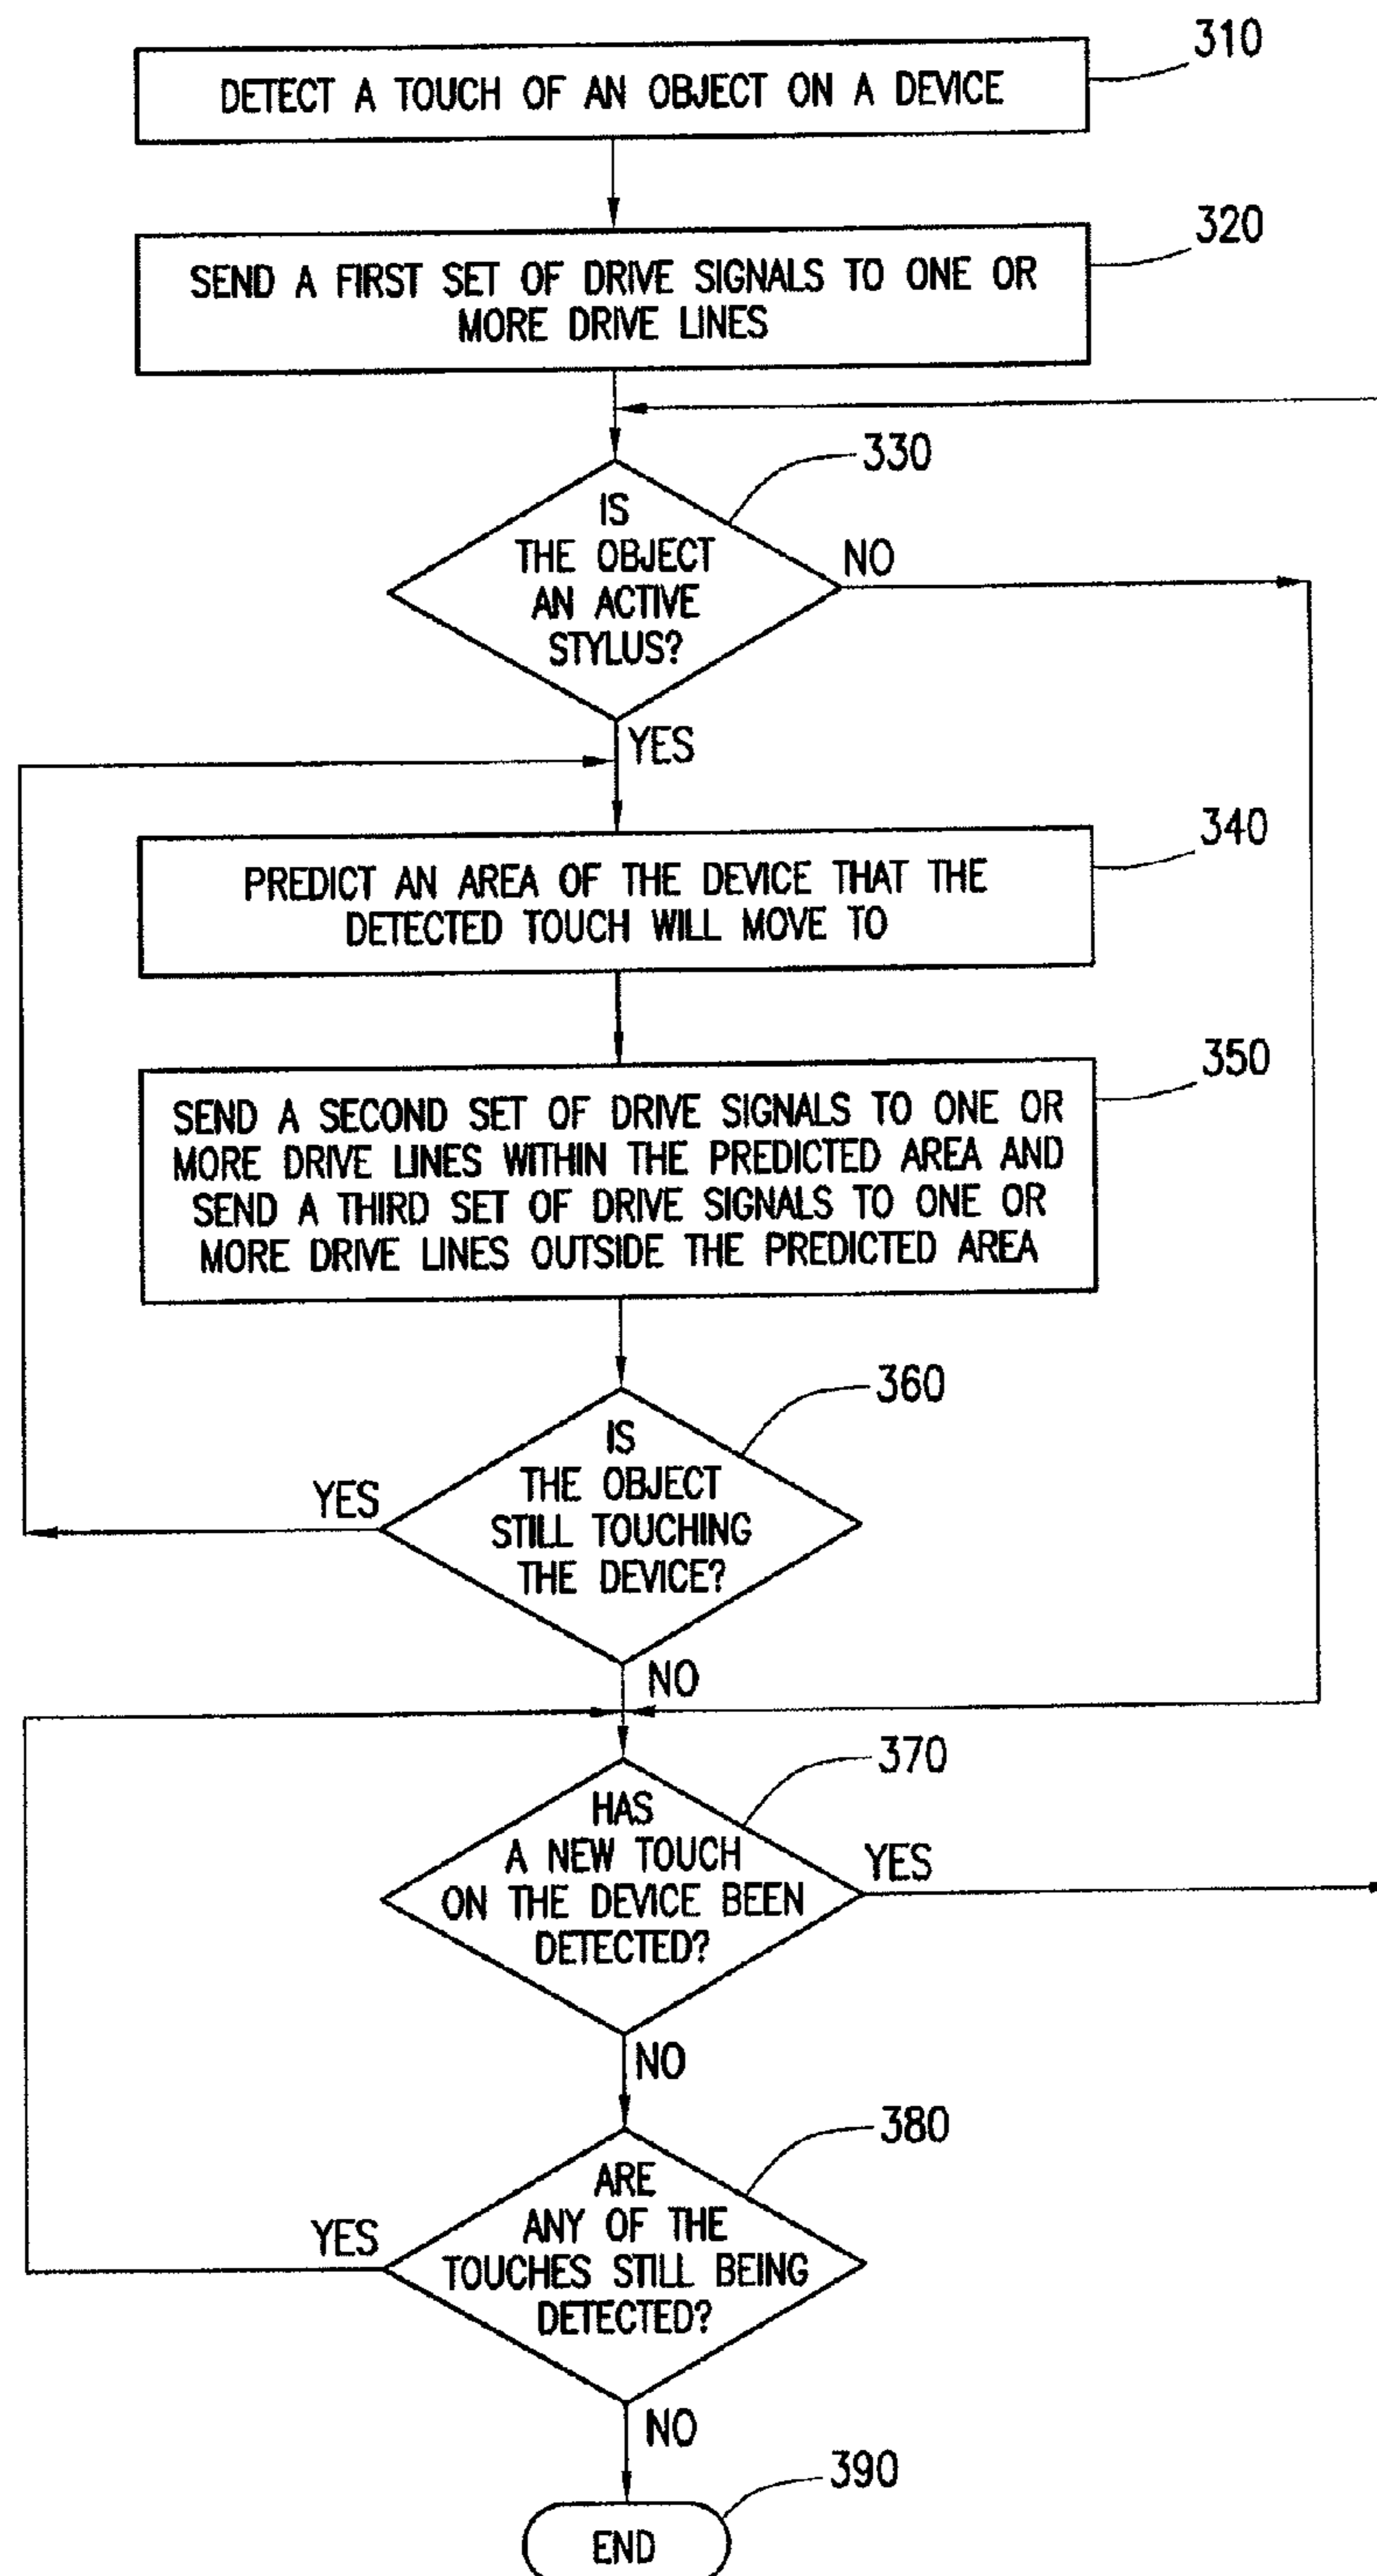 310
DETECT A TOUCH OF AN OBJECT ON A DEVICE
320
SEND A FIRST SET OF DRIVE SIGNALS TO ONE OR
MORE DRIVE LINES
330
IS
THE OBJECT
AN ACTIVE
STYLUS?
NO
YES
340
PREDICT AN AREA OF THE DEVICE THAT THE
DETECTED TOUCH WILL MOVE TO
350
SEND A SECOND SET OF DRIVE SIGNALS TO ONE OR
MORE DRIVE LINES WITHIN THE PREDICTED AREA AND
SEND A THIRD SET OF DRIVE SIGNALS TO ONE OR
MORE DRIVE LINES OUTSIDE THE PREDICTED AREA
360
IS
THE OBJECT
STILL TOUCHING
THE DEVICE?
YES
NO
370
HAS
A NEW TOUCH
ON THE DEVICE BEEN
DETECTED?
YES
NO
380
ARE
ANY OF THE
TOUCHES STILL BEING
DETECTED?
YES
NO
390
END